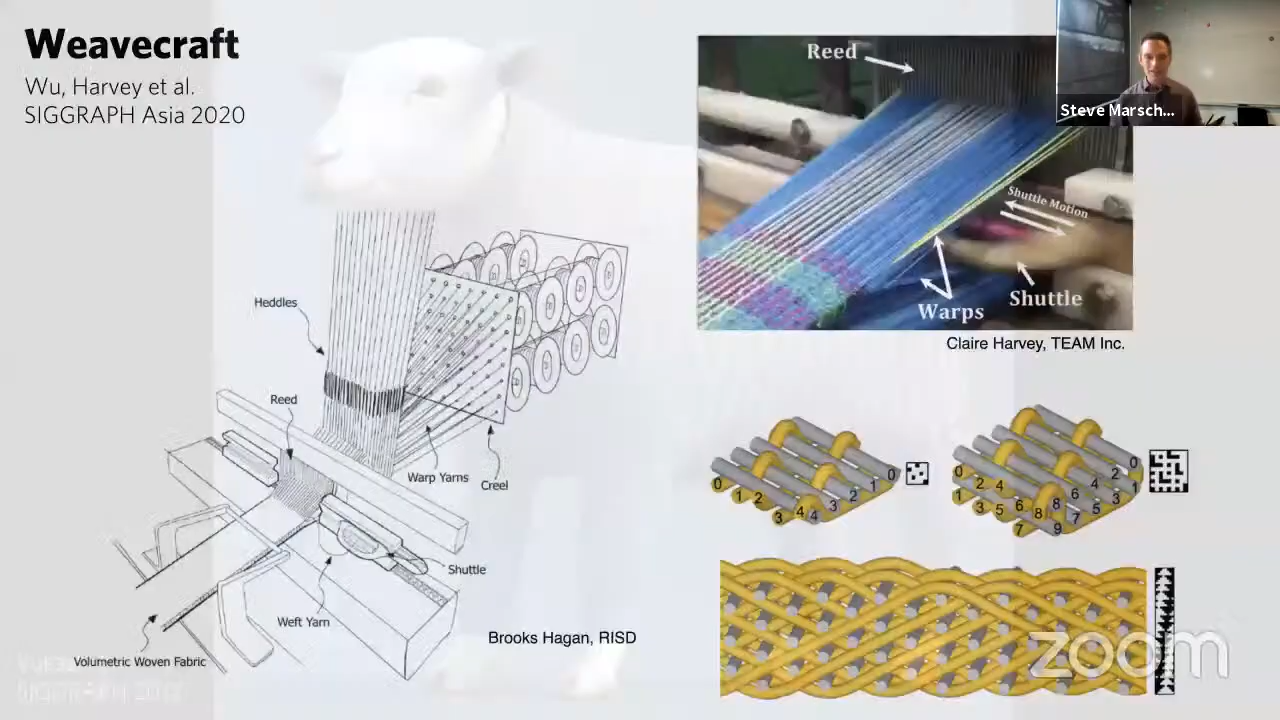 Weavecraft
Wu, Harvey et al.
SIGGRAPH Asia 2020
Reed
Steve Marsch...
Shuttle Motion
Warps
Shuttle
Claire Harvey, TEAM Inc.
Heddles
Reed
Warp Yarns
Creel
Shuttle
Weft Yarn
Brooks Hagan, RISD
Volumetric Woven Fabric
0 1 2 3 4 4 3 2 1 0
0 2 4 6 8 8 6 4 2 0
1 3 5 7 9 7 5 3 1
zoom